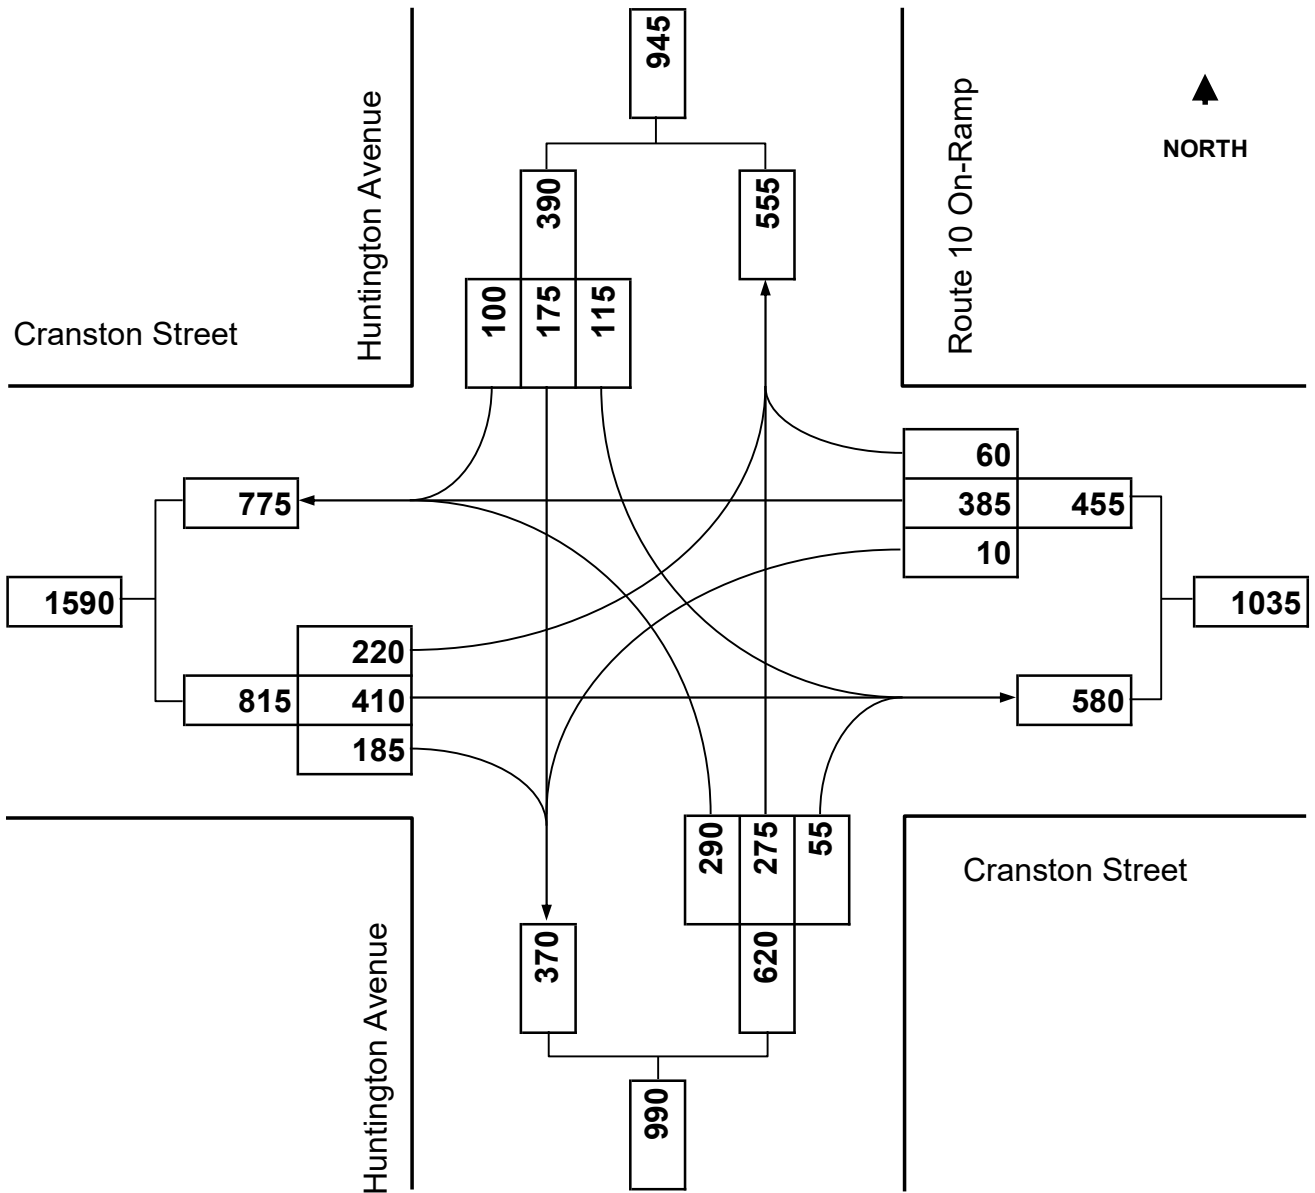 945
Huntington Avenue
Route 10 On-Ramp
NORTH
390
555
100 175 115
Cranston Street
60
775
385 455
10
1590
1035
220
815 410
580
185
290 275 55
Cranston Street
Huntington Avenue
370
620
990